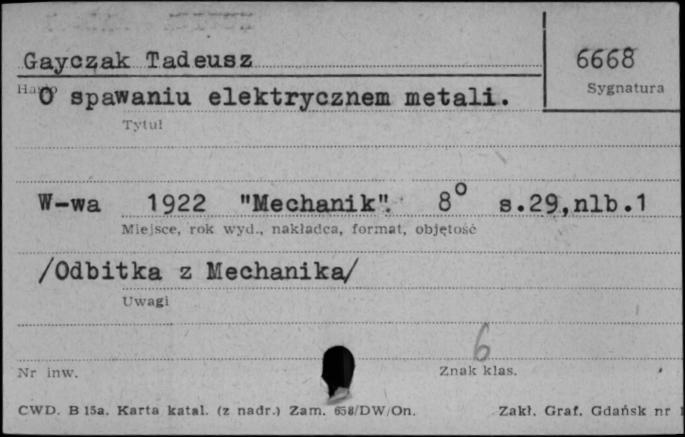 Gayczak Tadeusz
6668
Hasło
Sygnatura
O spawaniu elektrycznem metali.
Tytuł
W-wa 1922 "Mechanik". 8° s.29,nlb.1
Miejsce, rok wyd., nakładca, format, objętość
/Odbitka z Mechanika/
Uwagi
6
Nr inw.
Znak klas.
CWD. B 15a. Karta katal. (z nadr.) Zam. 658/DW/On.
Zakł. Graf. Gdańsk nr